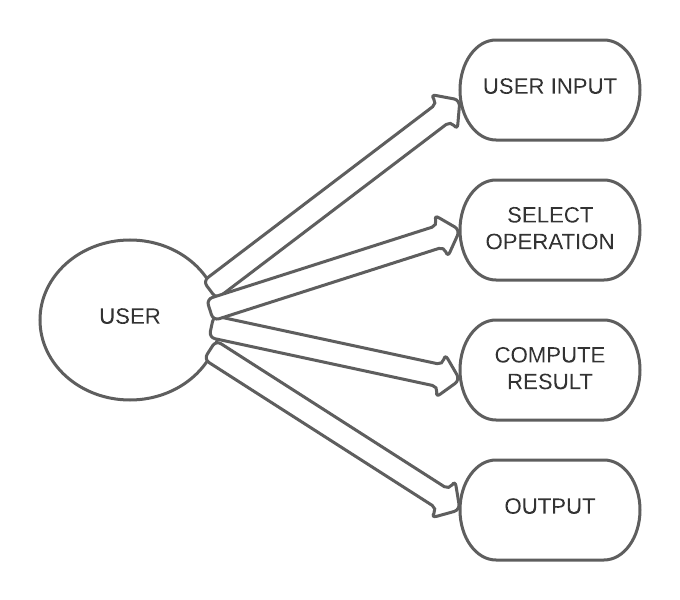 USER INPUT
SELECT
OPERATION
USER
COMPUTE
RESULT
OUTPUT